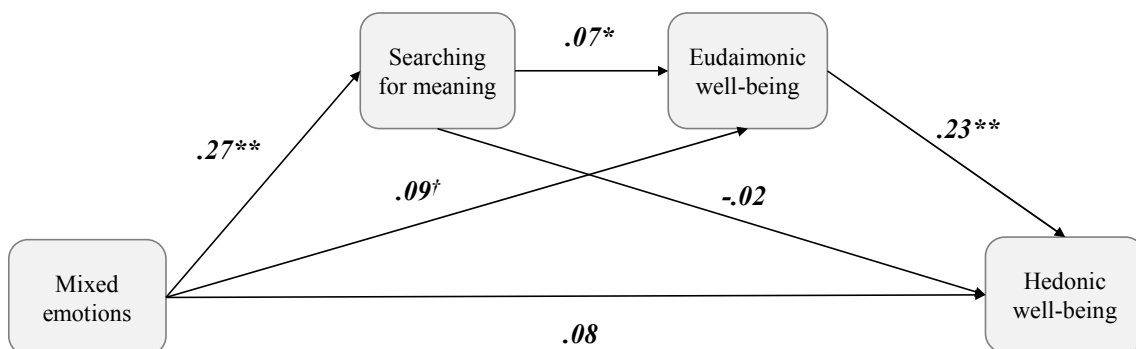 .07*
Searching
for meaning
Eudaimonic
well-being
.27**
.23**
.09†
-.02
Mixed
emotions
Hedonic
well-being
.08